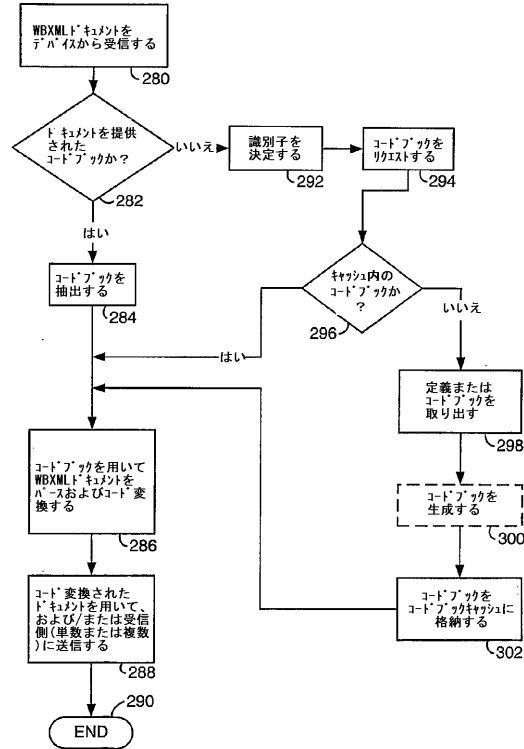 WBXMLドキュメントを
デバイスから受信する
280
ドキュメントを提供
された
コードブックか？
282
いいえ
識別子を
決定する
292
コードブックを
リクエストする
294
はい
コードブックを
抽出する
284
キャッシュ内の
コードブックか
？
296
はい
いいえ
定義または
コードブックを
取り出す
298
コードブックを
生成する
300
コードブックを
コードブックキャッシュに
格納する
302
コードブックを用いて
WBXMLドキュメントを
パースおよびコード変
換する
286
コード変換された
ドキュメントを用いて、
および/または受信
側(単数または複数
)に送信する
288
290
END